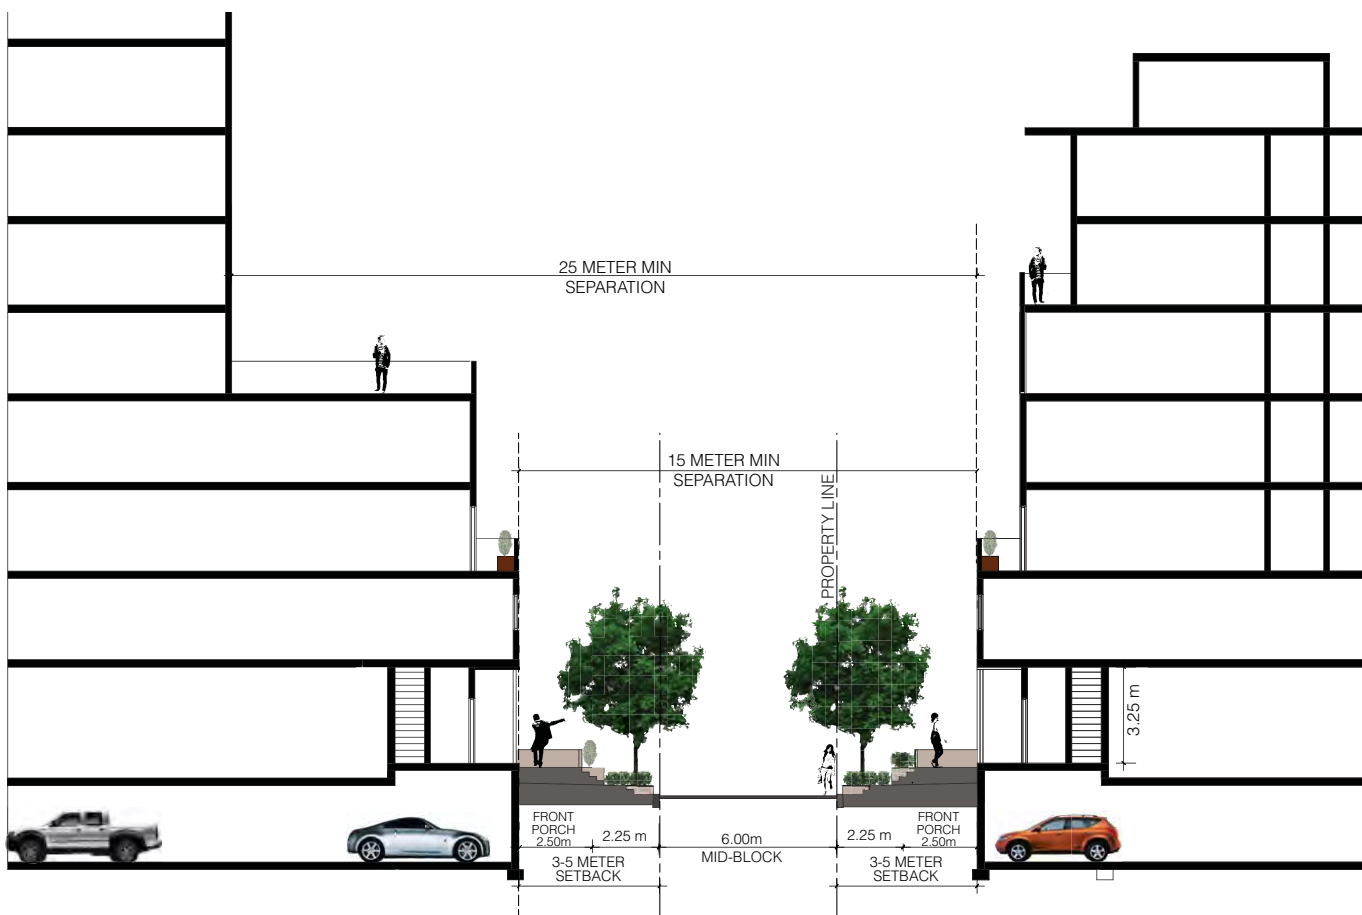 25 METER MIN
SEPARATION
15 METER MIN
SEPARATION
PROPERTY LINE
3.25 m
FRONT
PORCH
2.50m
2.25 m
6.00m
MID-BLOCK
2.25 m
FRONT
PORCH
2.50m
3-5 METER
SETBACK
3-5 METER
SETBACK